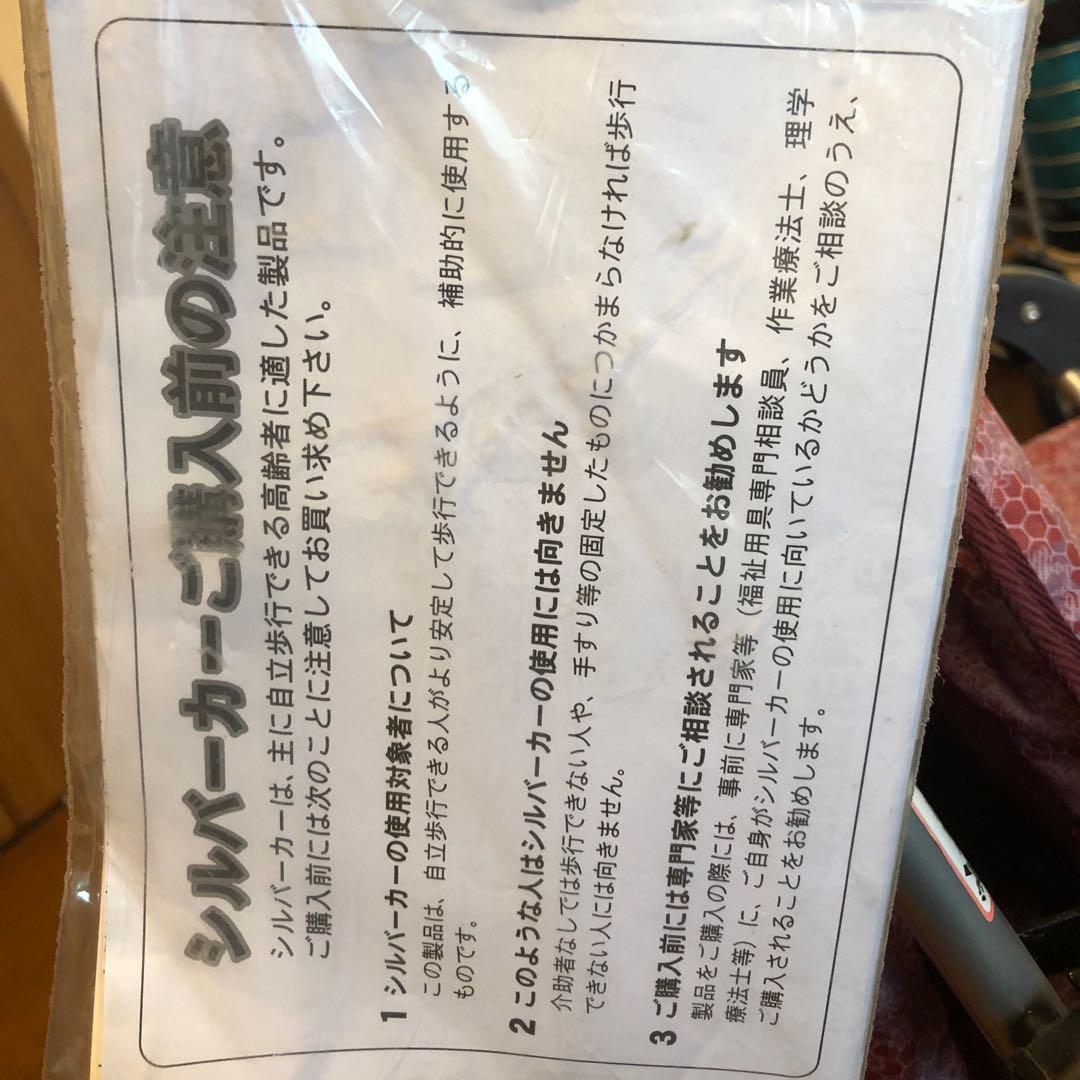 シルバーカーご購入前の注意
シルバーカーは、主に自立歩行できる高齢者に適した製品です。
ご購入前には次のことに注意してお買い求め下さい。
1 シルバーカーの使用対象者について
この製品は、自立歩行できる人がより安定して歩行できるように、補助的に使用する
ものです。
2 このような人はシルバーカーの使用には向きません
介助者なしでは歩行できない人や、手すり等の固定したものにつかまらなければ歩行
できない人には向きません。
3 ご購入前には専門家等にご相談されることをお勧めします
製品をご購入の際には、事前に専門家等（福祉用具専門相談員、作業療法士、理学
療法士等）に、ご自身がシルバーカーの使用に向いているかどうかをご相談のうえ、
ご購入されることをお勧めします。